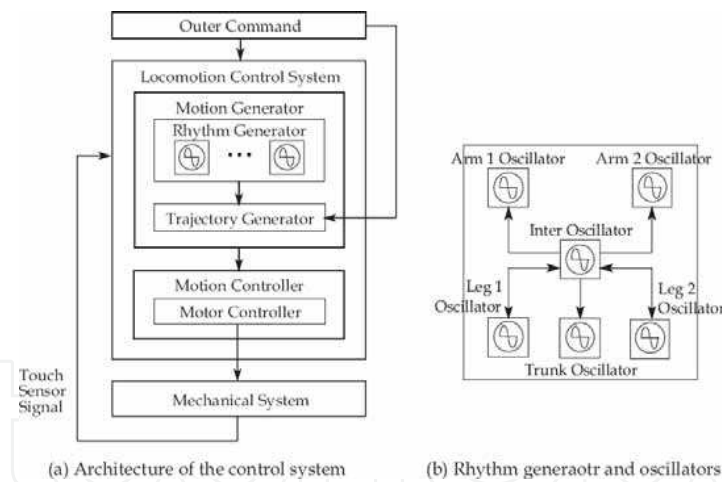 Outer Command
Locomotion Control System
Motion Generator
Rhythm Generator
...
Trajectory Generator
Motion Controller
Motor Controller
Touch
Sensor
Signal
Mechanical System
(a) Architecture of the control system
Arm 1 Oscillator
Arm 2 Oscillator
Inter Oscillator
Leg 1
Oscillator
Leg 2
Oscillator
Trunk Oscillator
(b) Rhythm generaotr and oscillators